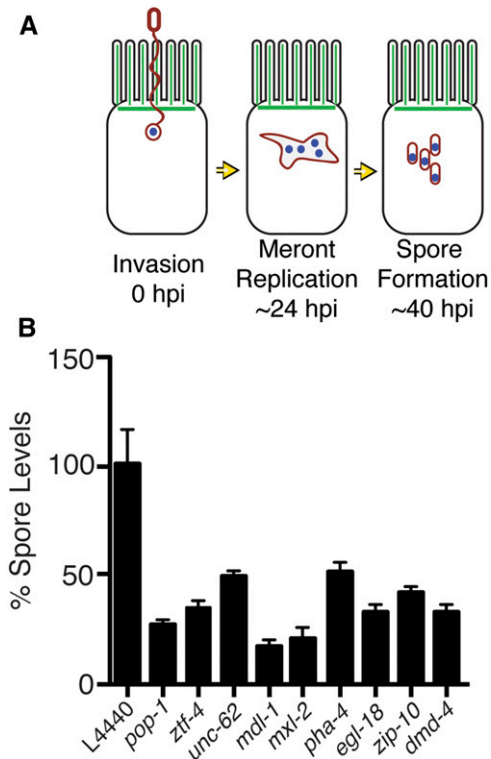 A
Invasion
0 hpi
Meront
Replication
~24 hpi
Spore
Formation
~40 hpi
B
% Spore Levels
150
100
50
0
L4440
pop-1
ztf-4
unc-62
mdl-1
mxl-2
pha-4
egl-18
zip-10
dmd-4